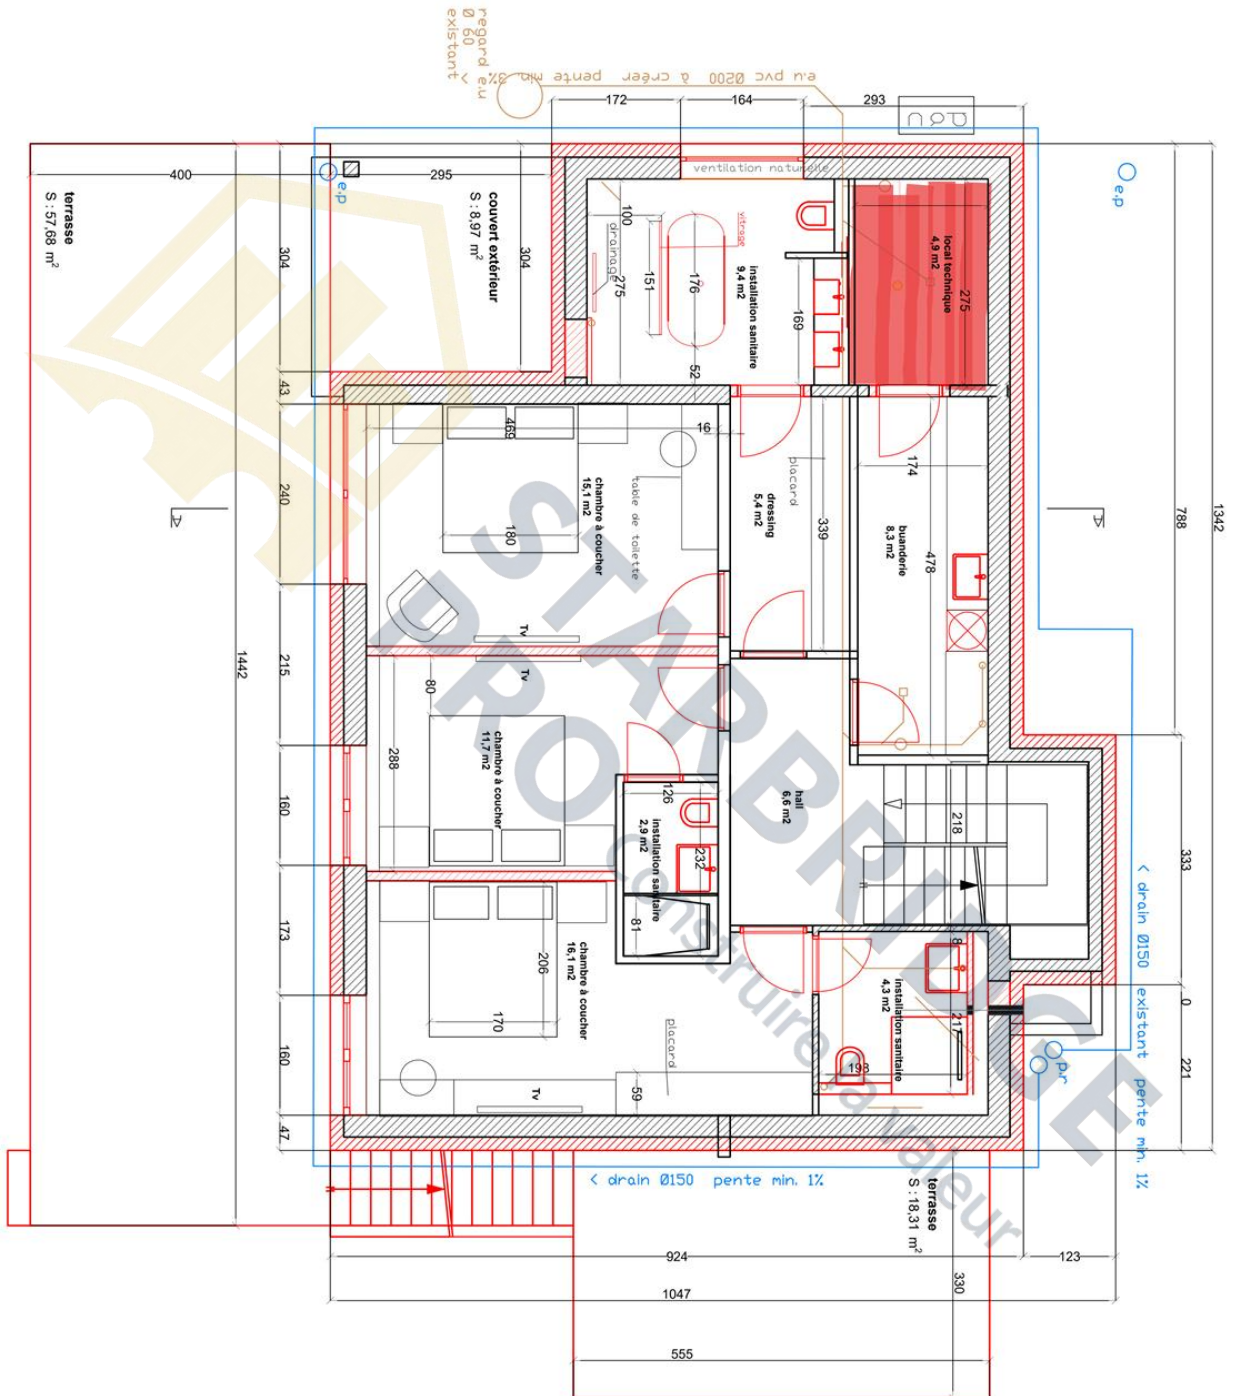 regard e.u
Ø 60
existant
e.u pvc Ø200 à créer pente min. 3% <
172
164
293
PAC
ventilation naturelle
400
e.p
295
e.p
terrasse
S : 57,68 m²
couvert extérieur
S : 8,97 m²
304
304
100
drainage
275
151
vitrage
176
installation sanitaire
9,4 m2
169
52
local technique
4,9 m2
275
43
469
16
placard
174
1342
788
240
180
chambre à coucher
15,1 m2
table de toilette
dressing
5,4 m2
339
buanderie
8,3 m2
478
A
A
Tv
Tv
1442
215
80
288
chambre à coucher
11,7 m2
126
hall
6,6 m2
218
160
installation sanitaire
2,9 m2
232
333
81
173
206
chambre à coucher
16,1 m2
170
8
installation sanitaire
4,3 m2
217
198
placard
0
p.r
221
160
Tv
59
47
< drain Ø150 existant pente min. 1%
< drain Ø150 pente min. 1%
terrasse
S : 18,31 m²
924
123
330
1047
555
STARBRIDGE
PRO
Construire la valeur